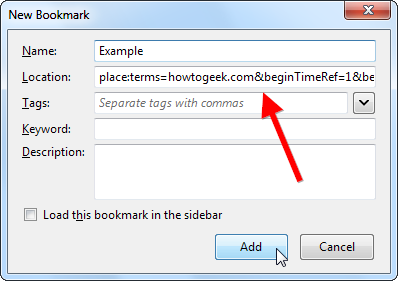 New Bookmark
Name: Example
Location: place:terms=howtogeek.com&beginTimeRef=1&be
Tags: Separate tags with commas
Keyword:
Description:
Load this bookmark in the sidebar
Add Cancel